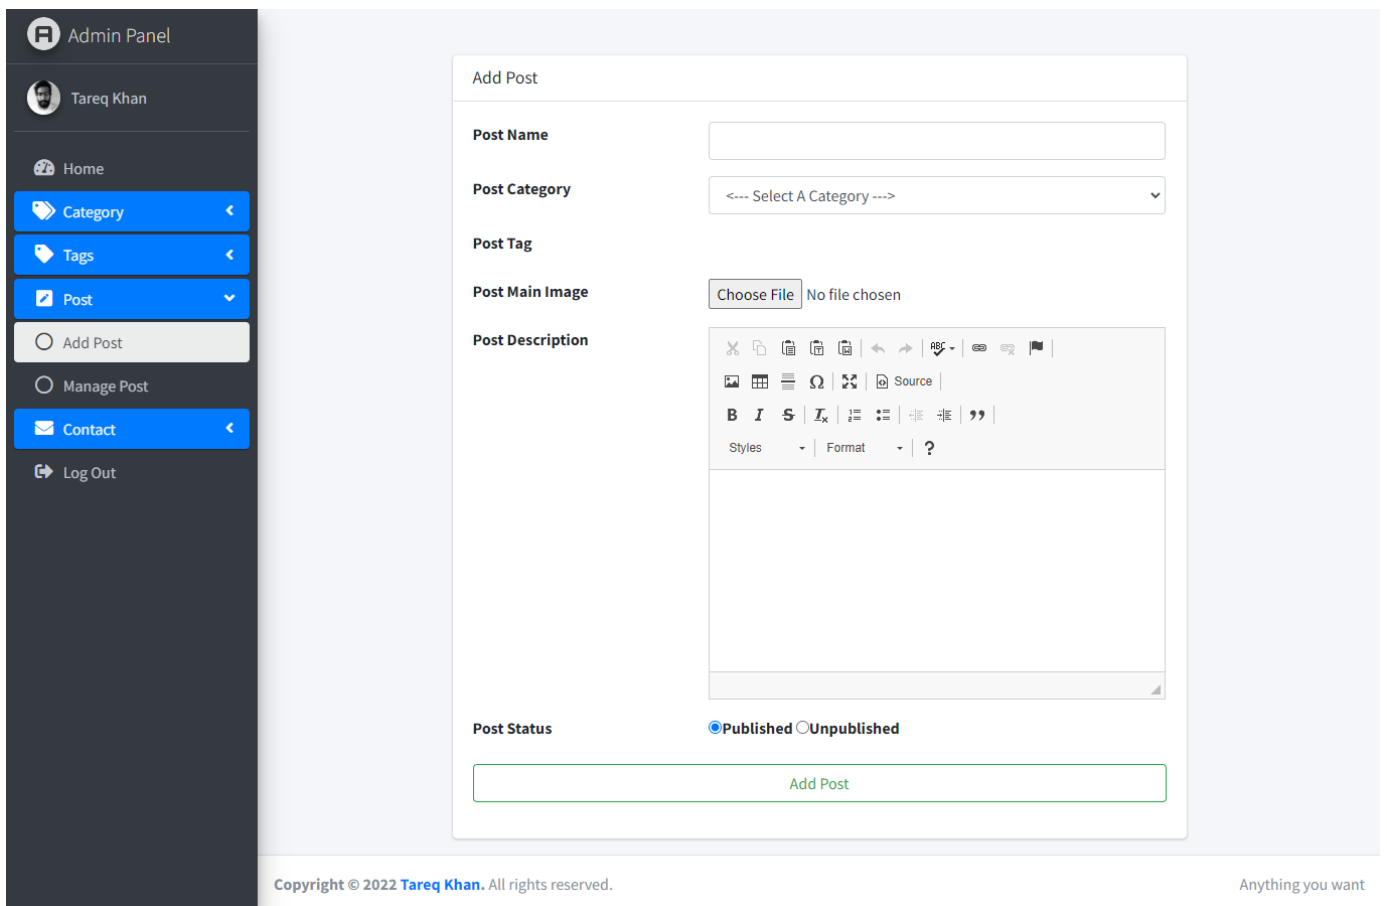 Admin Panel
Tareq Khan
Home
Category
Tags
Post
Add Post
Manage Post
Contact
Log Out
Add Post
Post Name
Post Category
<--- Select A Category --->
Post Tag
Post Main Image
Choose File No file chosen
Post Description
ABC
Source
B I S Tx
Styles Format ?
Post Status
Published Unpublished
Add Post
Copyright © 2022 Tareq Khan. All rights reserved.
Anything you want